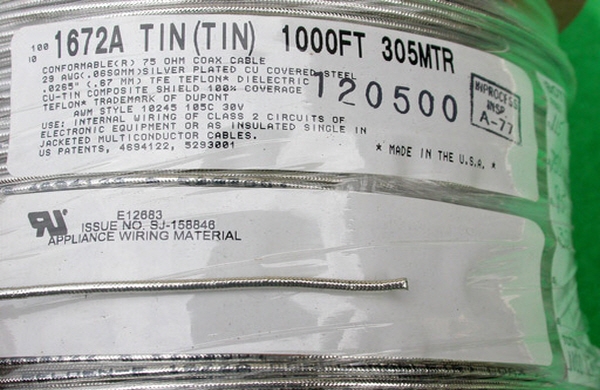 100 1672A TIN (TIN) 1000FT 305MTR
10
CONFORMABLE(R) 75 OHM COAX CABLE
29 AUG(.06SQMM)SILVER PLATED CU COVERED STEEL
.0265" (.67 MM) TFE TEFLON* DIELECTRIC
CU-TIN COMPOSITE SHIELD 100% COVERAGE
TEFLON* TRADEMARK OF DUPONT
AWM STYLE 10245 105C 30V
USE: INTERNAL WIRING OF CLASS 2 CIRCUITS OF
ELECTRONIC EQUIPMENT OR AS INSULATED SINGLE IN
JACKETED MULTICONDUCTOR CABLES.
US PATENTS, 4694122, 5293001
120500
INPROCESS
INSP.
A-77
* MADE IN THE U.S.A. *
E12683
ISSUE NO. SJ-158846
APPLIANCE WIRING MATERIAL